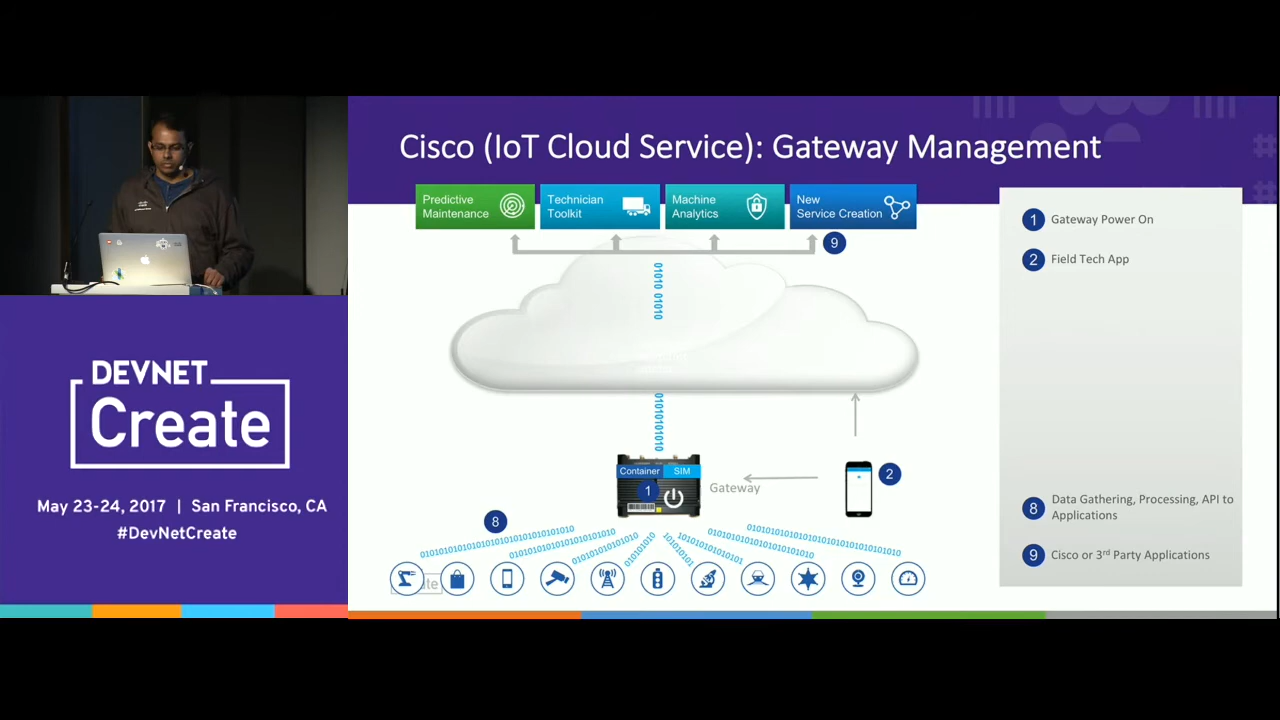 Cisco (IoT Cloud Service): Gateway Management
Predictive
Maintenance
Technician
Toolkit
Machine
Analytics
New
Service Creation
9
01010 01010
1 Gateway Power On
2 Field Tech App
8 Data Gathering, Processing, API to
Applications
9 Cisco or 3rd Party Applications
01010101010
Container
SIM
1
Gateway
2
8
DEVNET
Create
May 23-24, 2017 | San Francisco, CA
#DevNetCreate